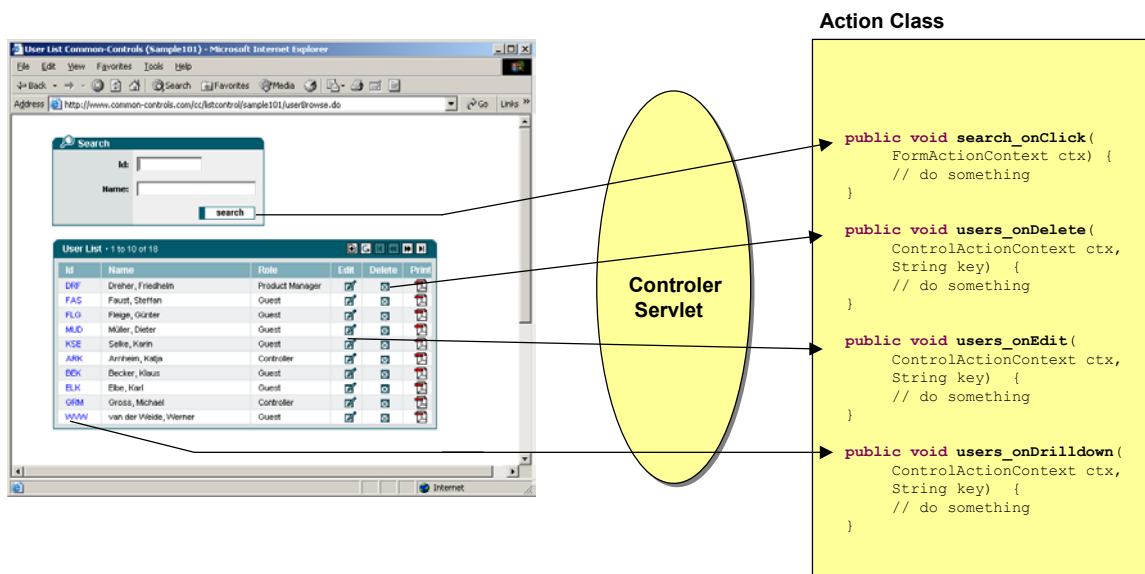 Action Class
User List Common-Controls (Sample101) - Microsoft Internet Explorer
File Edit View Favorites Tools Help
Back Search Favorites Media
Address http://www.common-controls.com/cc/listcontrol/sample101/userBrowse.do Go Links »
Search
Id:
Name:
search
User List • 1 to 10 of 18
Id Name Role Edit Delete Print
DRF Dreher, Friedhelm Product Manager
FAS Faust, Steffan Guest
FLG Fleige, Günter Guest
MUD Müller, Dieter Guest
KSE Selke, Karin Guest
ARK Arnheim, Katja Controller
BEK Becker, Klaus Guest
ELK Elbe, Karl Guest
GRM Gross, Michael Controller
WVW van der Weide, Werner Guest
Internet
Controler
Servlet
public void search_onClick(
FormActionContext ctx) {
// do something
}
public void users_onDelete(
ControlActionContext ctx,
String key) {
// do something
}
public void users_onEdit(
ControlActionContext ctx,
String key) {
// do something
}
public void users_onDrilldown(
ControlActionContext ctx,
String key) {
// do something
}